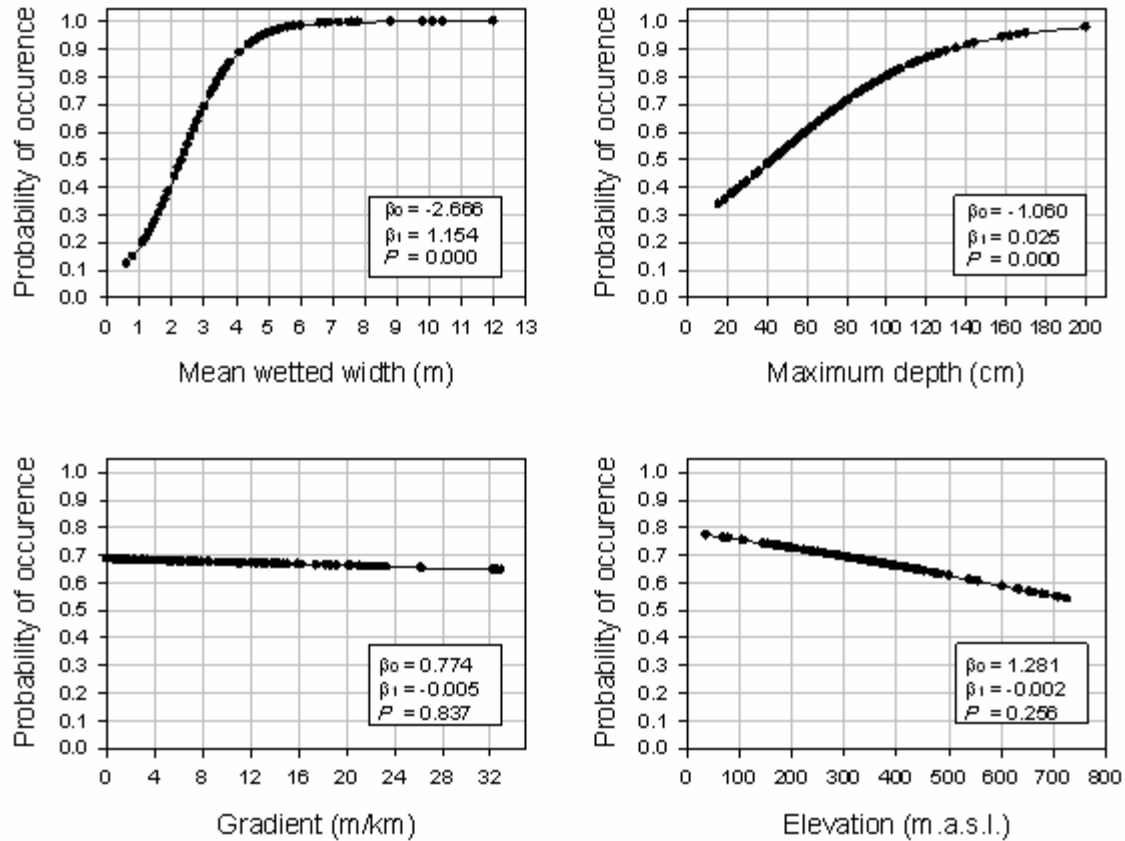 Probability of occurence
1.0
0.9
0.8
0.7
0.6
0.5
0.4
0.3
0.2
0.1
0.0
β0 = -2.666
β1 = 1.154
P = 0.000
0 1 2 3 4 5 6 7 8 9 10 11 12 13
Mean wetted width (m)
Probability of occurence
1.0
0.9
0.8
0.7
0.6
0.5
0.4
0.3
0.2
0.1
0.0
β0 = -1.060
β1 = 0.025
P = 0.000
0 20 40 60 80 100 120 140 160 180 200
Maximum depth (cm)
Probability of occurence
1.0
0.9
0.8
0.7
0.6
0.5
0.4
0.3
0.2
0.1
0.0
β0 = 0.774
β1 = -0.005
P = 0.837
0 4 8 12 16 20 24 28 32
Gradient (m/km)
Probability of occurence
1.0
0.9
0.8
0.7
0.6
0.5
0.4
0.3
0.2
0.1
0.0
β0 = 1.281
β1 = -0.002
P = 0.256
0 100 200 300 400 500 600 700 800
Elevation (m.a.s.l.)